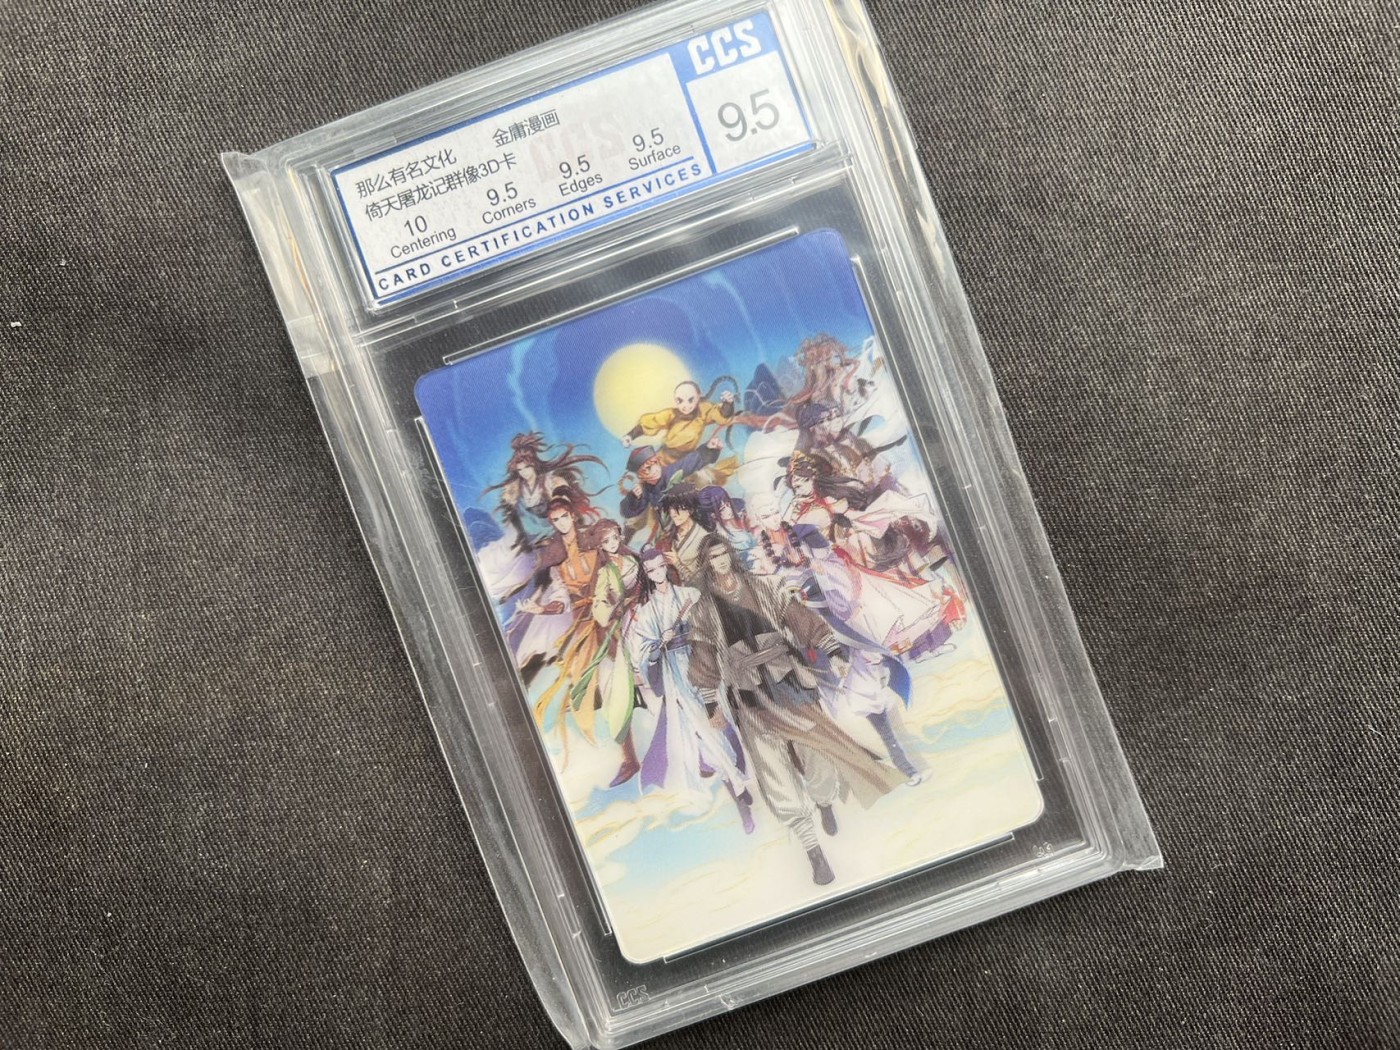 CCS
9.5
那么有名文化 金庸漫画
倚天屠龙记群像3D卡
10 9.5 9.5 9.5
Centering Corners Edges Surface
CARD CERTIFICATION SERVICES
CCS
CCS